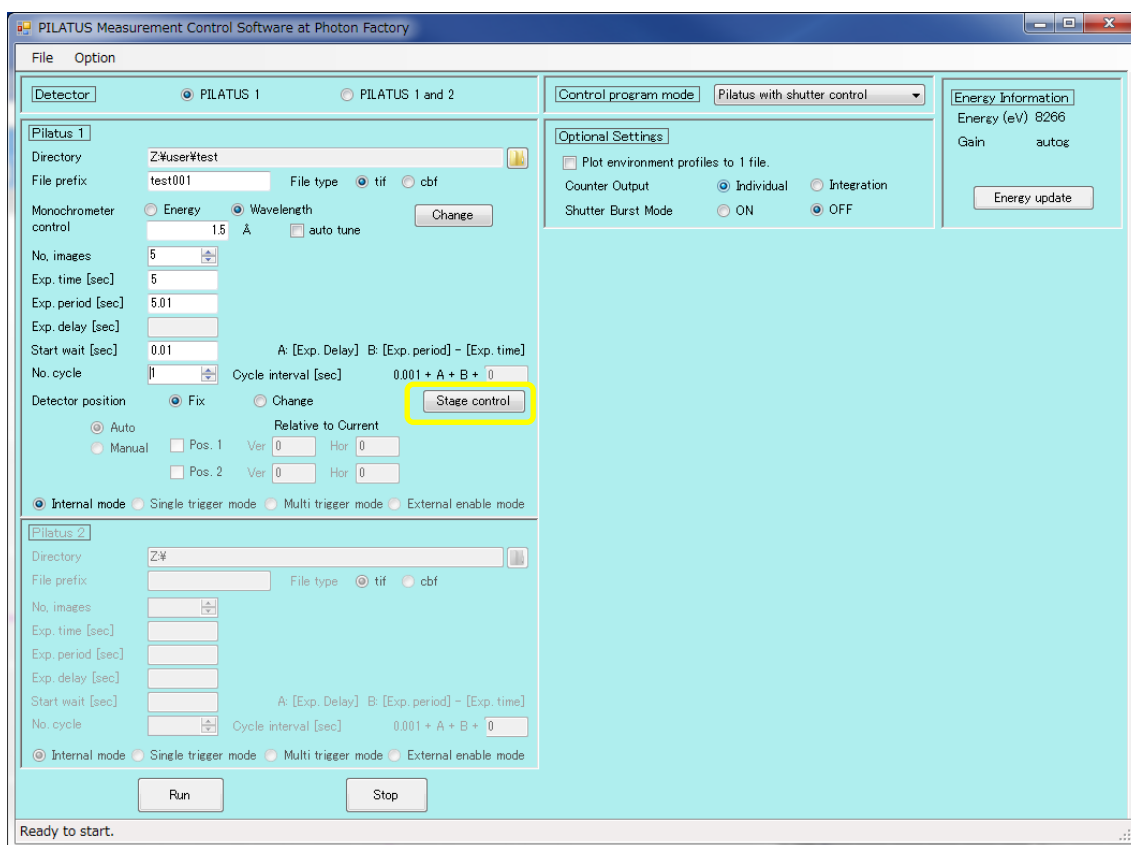 PILATUS Measurement Control Software at Photon Factory
File Option
Detector PILATUS 1 PILATUS 1 and 2
Control program mode Pilatus with shutter control
Energy Information
Energy (eV) 8266
Gain autog
Energy update
Optional Settings
Plot environment profiles to 1 file.
Counter Output Individual Integration
Shutter Burst Mode ON OFF
Pilatus 1
Directory Z:¥user¥test
File prefix test001 File type tif cbf
Monochrometer control Energy Wavelength Change
1.5 Å auto tune
No, images 5
Exp. time [sec] 5
Exp. period [sec] 5.01
Exp. delay [sec]
Start wait [sec] 0.01 A: [Exp. Delay] B: [Exp. period] - [Exp. time]
No. cycle 1 Cycle interval [sec] 0.001 + A + B + 0
Detector position Fix Change Stage control
Auto Relative to Current
Manual Pos. 1 Ver 0 Hor 0
Pos. 2 Ver 0 Hor 0
Internal mode Single trigger mode Multi trigger mode External enable mode
Pilatus 2
Directory Z:¥
File prefix File type tif cbf
No, images
Exp. time [sec]
Exp. period [sec]
Exp. delay [sec]
Start wait [sec] A: [Exp. Delay] B: [Exp. period] - [Exp. time]
No. cycle Cycle interval [sec] 0.001 + A + B + 0
Internal mode Single trigger mode Multi trigger mode External enable mode
Run Stop
Ready to start.